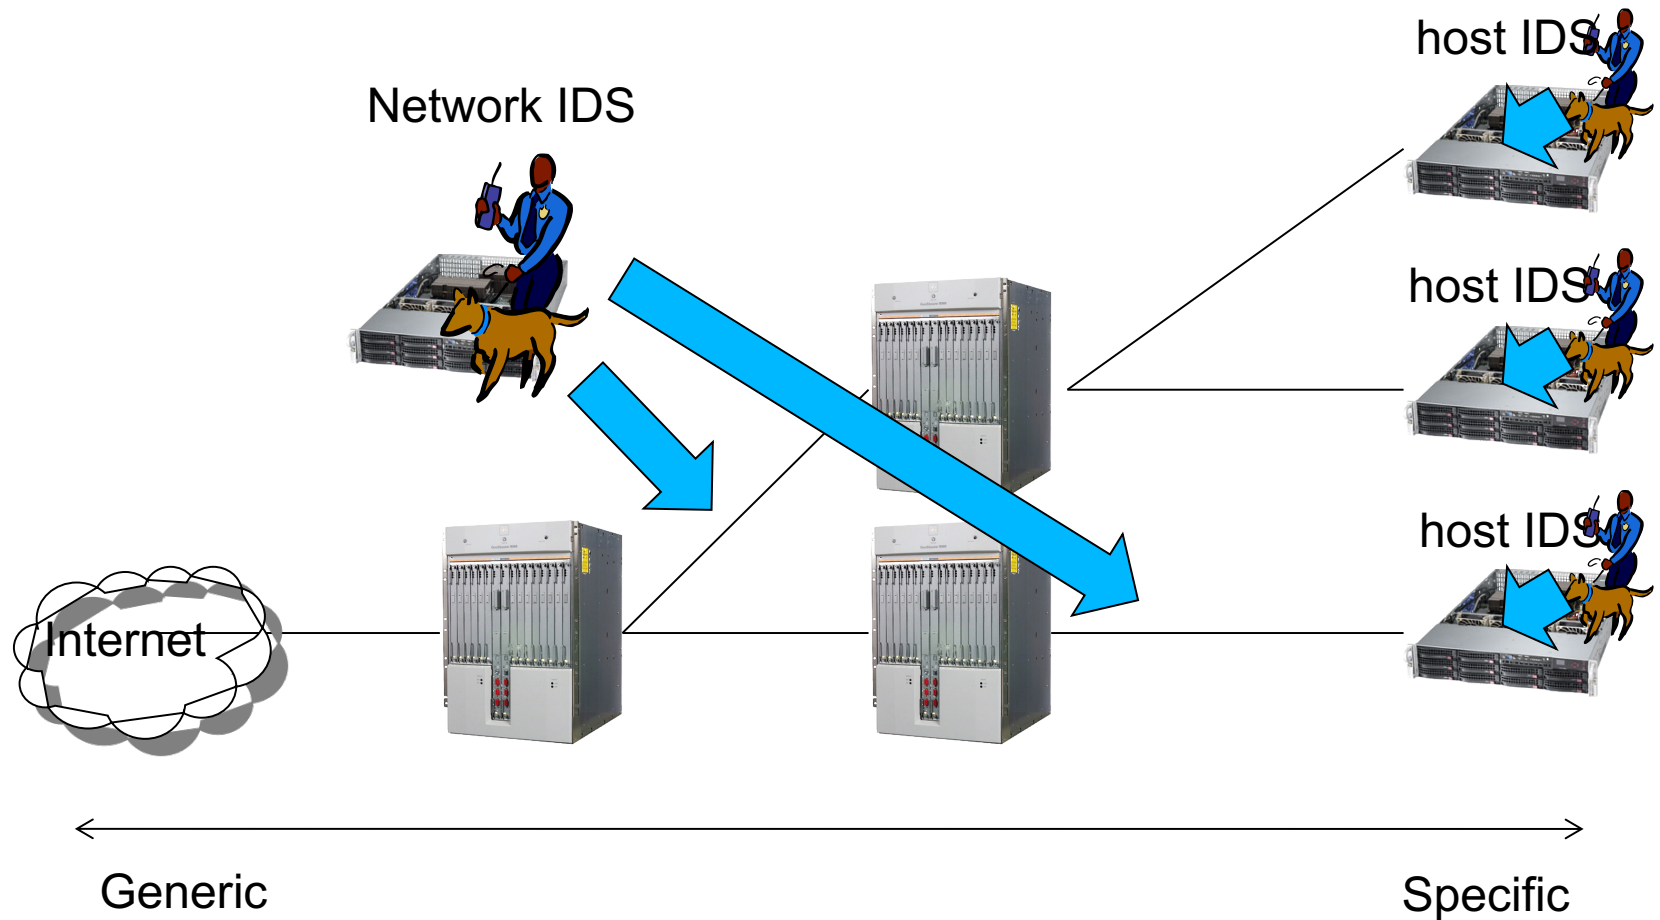 host IDS
Network IDS
host IDS
host IDS
Internet
Generic
Specific